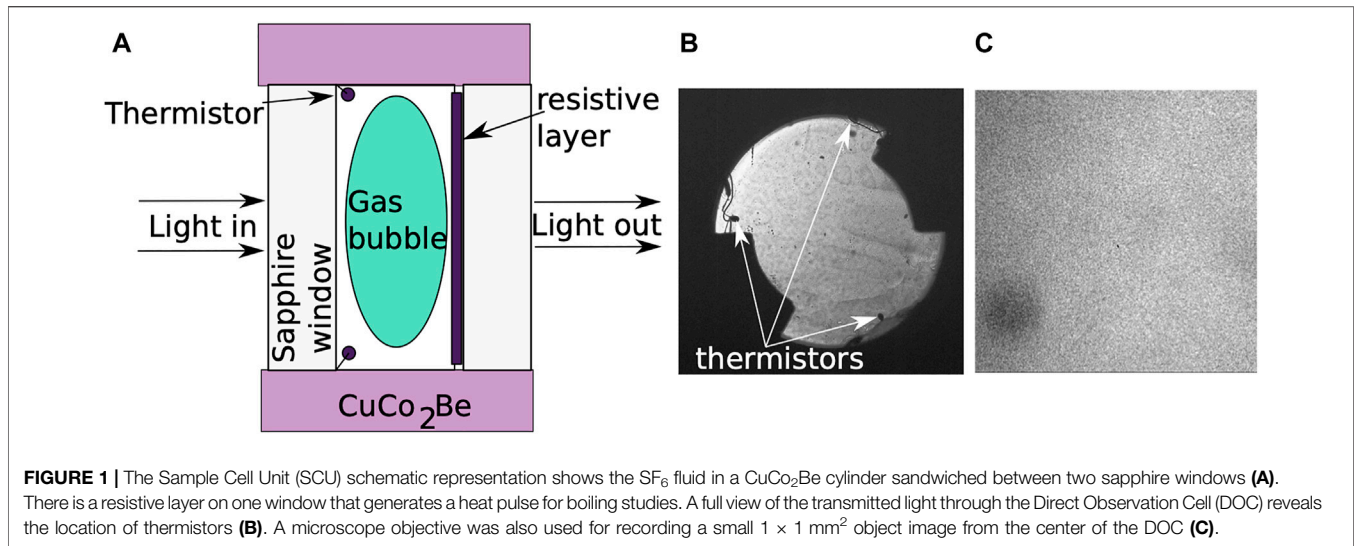 A
B
C
Thermistor
resistive
layer
Gas
bubble
Light in
Light out
Sapphire
window
thermistors
CuCo₂Be
FIGURE 1 | The Sample Cell Unit (SCU) schematic representation shows the SF₆ fluid in a CuCo₂Be cylinder sandwiched between two sapphire windows (A).
There is a resistive layer on one window that generates a heat pulse for boiling studies. A full view of the transmitted light through the Direct Observation Cell (DOC) reveals
the location of thermistors (B). A microscope objective was also used for recording a small 1 × 1 mm² object image from the center of the DOC (C).